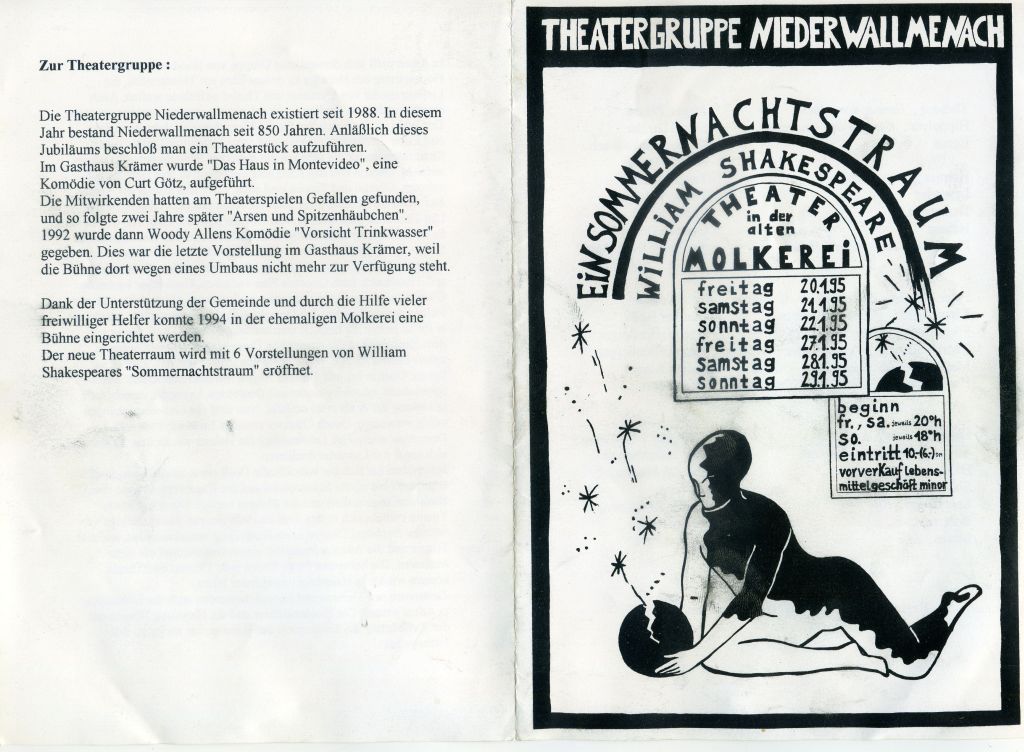 Zur Theatergruppe :
Die Theatergruppe Niederwallmenach existiert seit 1988. In diesem
Jahr bestand Niederwallmenach seit 850 Jahren. Anläßlich dieses
Jubiläums beschloß man ein Theaterstück aufzuführen.
Im Gasthaus Krämer wurde "Das Haus in Montevideo", eine
Komödie von Curt Götz, aufgeführt.
Die Mitwirkenden hatten am Theaterspielen Gefallen gefunden,
und so folgte zwei Jahre später "Arsen und Spitzenhäubchen".
1992 wurde dann Woody Allens Komödie "Vorsicht Trinkwasser"
gegeben. Dies war die letzte Vorstellung im Gasthaus Krämer, weil
die Bühne dort wegen eines Umbaus nicht mehr zur Verfügung steht.
Dank der Unterstützung der Gemeinde und durch die Hilfe vieler
freiwilliger Helfer konnte 1994 in der ehemaligen Molkerei eine
Bühne eingerichtet werden.
Der neue Theaterraum wird mit 6 Vorstellungen von William
Shakespeares "Sommernachtstraum" eröffnet.
THEATERGRUPPE NIEDERWALLMENACH
EiN SOMMERNACHTSTRAUM
WiLLiAM SHAKESPEARE
THEATER
in der
alten
MOLKEREi
freitag 20.1.95
samstag 21.1.95
sonntag 22.1.95
freitag 27.1.95
samstag 28.1.95
sonntag 29.1.95
beginn
fr., sa. jeweils 20°h
so. jeweils 18°h
eintritt 10,-(6,-)
vorverkauf lebens-
mittelgeschäft minor